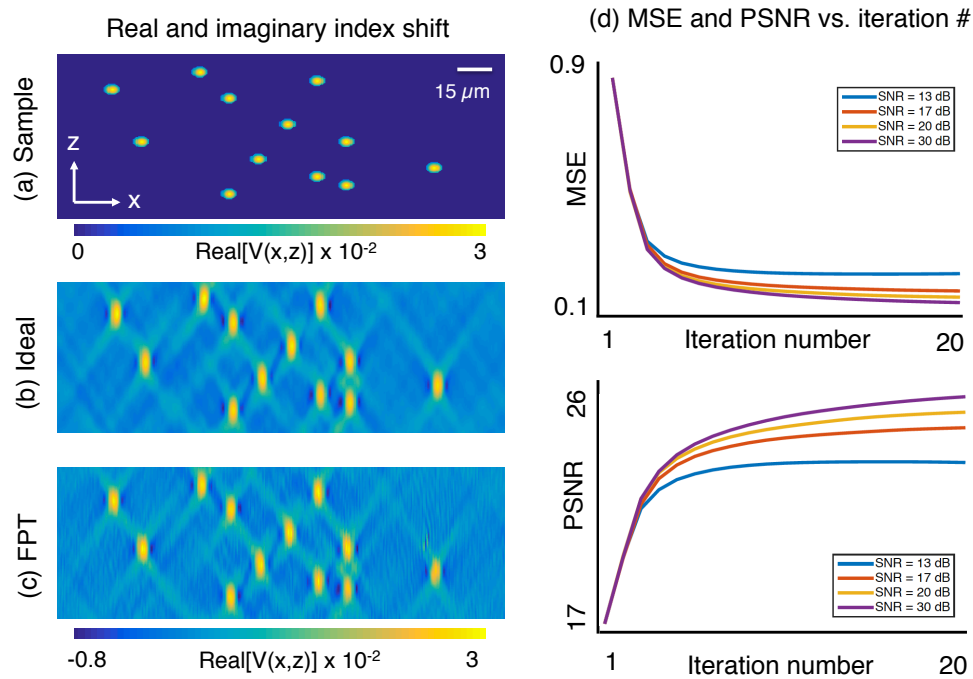 Real and imaginary index shift
(a) Sample
15 µm
z
x
0
Real[V(x,z)] x 10-2
3
(b) Ideal
(c) FPT
-0.8
Real[V(x,z)] x 10-2
3
(d) MSE and PSNR vs. iteration #
0.9
MSE
0.1
SNR = 13 dB
SNR = 17 dB
SNR = 20 dB
SNR = 30 dB
1
Iteration number
20
26
PSNR
17
SNR = 13 dB
SNR = 17 dB
SNR = 20 dB
SNR = 30 dB
1
Iteration number
20